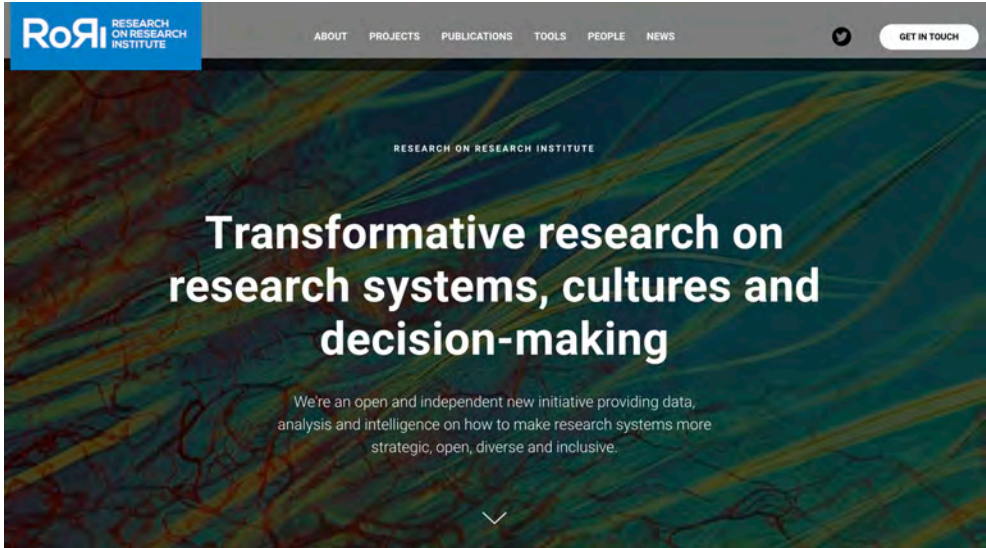 RoRI RESEARCH
ON RESEARCH
INSTITUTE
ABOUT PROJECTS PUBLICATIONS TOOLS PEOPLE NEWS
GET IN TOUCH
RESEARCH ON RESEARCH INSTITUTE
Transformative research on
research systems, cultures and
decision-making
We're an open and independent new initiative providing data,
analysis and intelligence on how to make research systems more
strategic, open, diverse and inclusive.